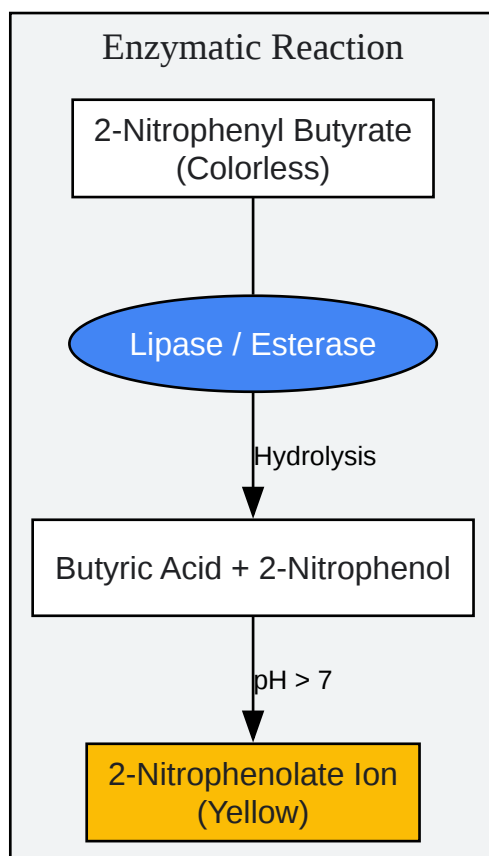 Enzymatic Reaction
2-Nitrophenyl Butyrate
(Colorless)
Lipase / Esterase
Hydrolysis
Butyric Acid + 2-Nitrophenol
pH > 7
2-Nitrophenolate Ion
(Yellow)